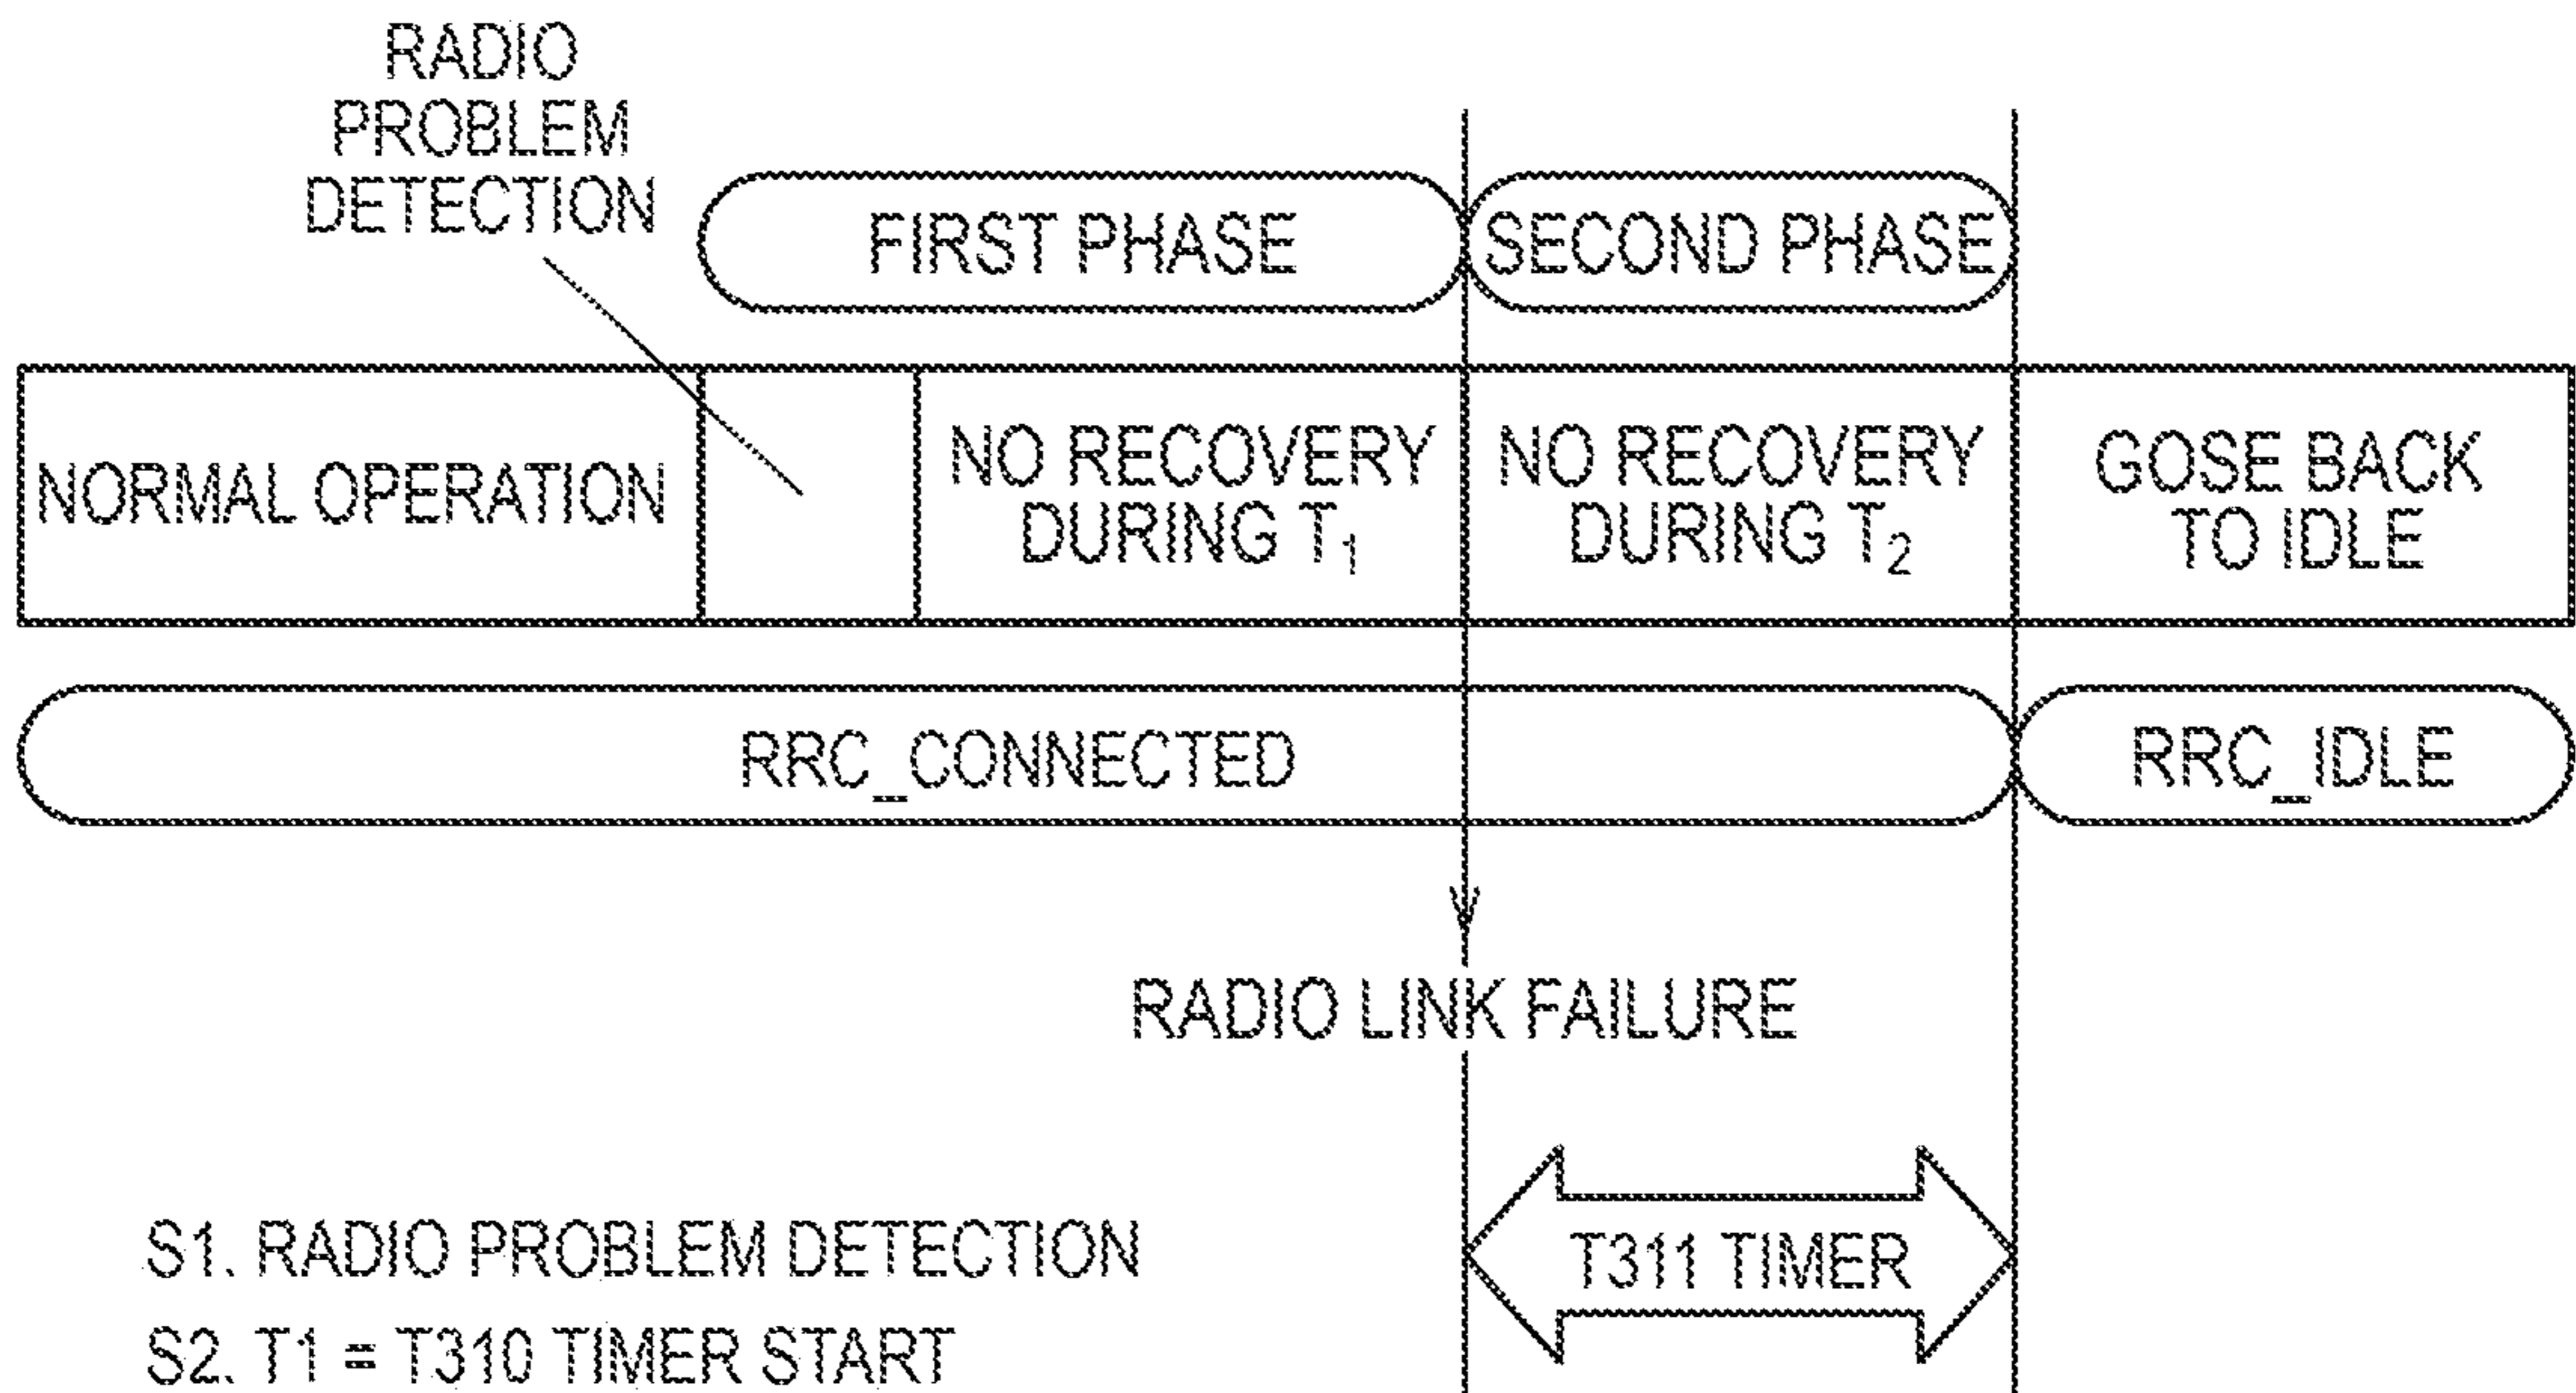 RADIO
PROBLEM
DETECTION
FIRST PHASE
SECOND PHASE
NORMAL OPERATION
NO RECOVERY
DURING T₁
NO RECOVERY
DURING T₂
GOSE BACK
TO IDLE
RRC_CONNECTED
RRC_IDLE
RADIO LINK FAILURE
T311 TIMER
S1. RADIO PROBLEM DETECTION
S2. T1 = T310 TIMER START